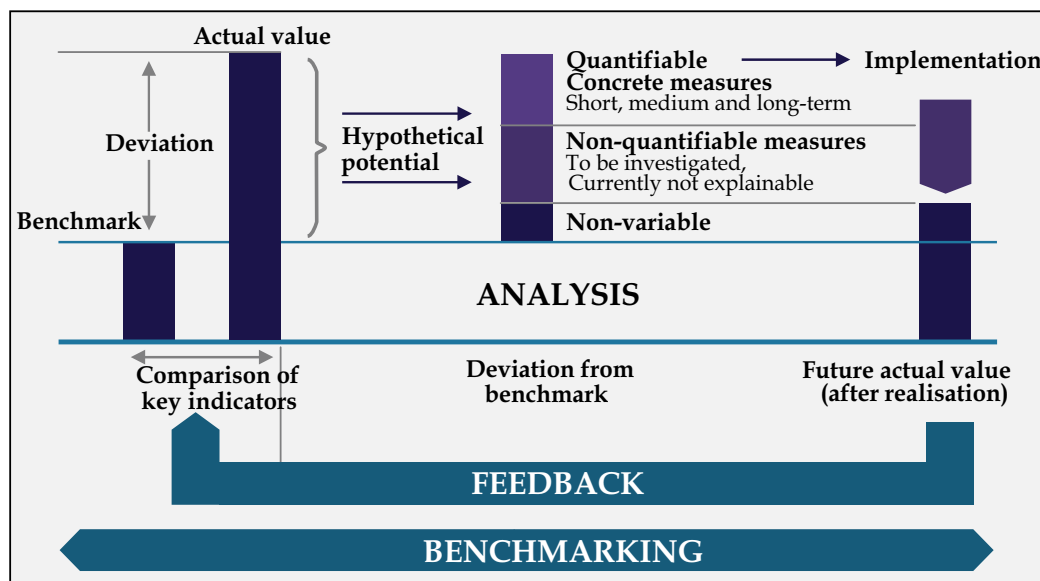 Actual value
Deviation
Benchmark
Hypothetical
potential
Quantifiable
Concrete measures
Short, medium and long-term
Implementation
Non-quantifiable measures
To be investigated,
Currently not explainable
Non-variable
ANALYSIS
Comparison of
key indicators
Deviation from
benchmark
Future actual value
(after realisation)
FEEDBACK
BENCHMARKING